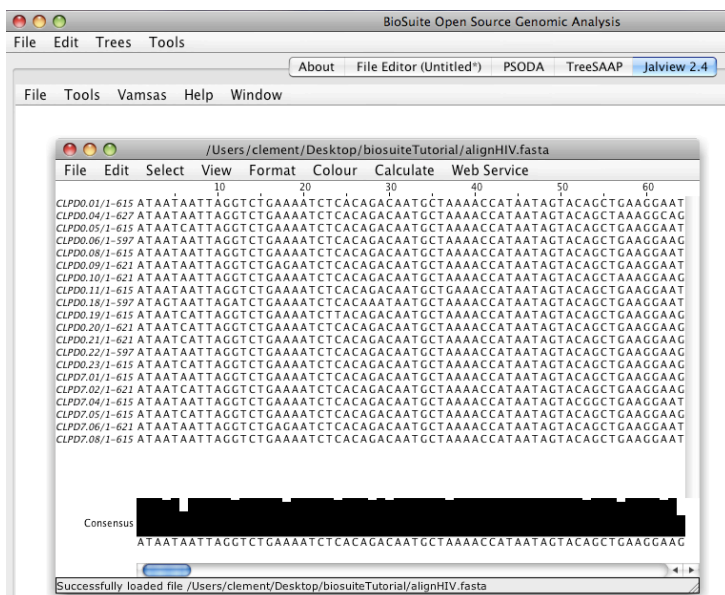 BioSuite Open Source Genomic Analysis
File Edit Trees Tools
About File Editor (Untitled*) PSODA TreeSAAP Jalview 2.4
File Tools Vamsas Help Window
/Users/clement/Desktop/biosuiteTutorial/alignHIV.fasta
File Edit Select View Format Colour Calculate Web Service
10 20 30 40 50 60
CLPD0.01/1-615 ATAATAATTAGGTCTGAAAATCTCACAGACAATGCTAAAACCATAATAGTACAGCTGAAGGAAT
CLPD0.04/1-627 ATAATAATTAGGTCTGAAAATCTCACAGACAATGCTAAAACCATAATAGTACAGCTAAAGGCAG
CLPD0.05/1-615 ATAATCATTAGGTCTGAAAATCTCACAGACAATGCTAAAACCATAATAGTACAGCTGAAGGAAT
CLPD0.06/1-597 ATAATAATTAGGTCTGAAAATCTCACAGACAATGCTAAAACCATAATAGTACAGCTGAAGGAAG
CLPD0.08/1-615 ATAATAATTAGGTCTGAAAATCTCACAGACAATGCTAAAACCATAATAGTACAGCTGAAGGAAT
CLPD0.09/1-621 ATAATAATTAGGTCTGAGAATCTCACAGACAATGCTAAAACCATAATAGTACAGCTGAAGGAAT
CLPD0.10/1-621 ATAATAATTAGGTCTGAAAATCTCACAGACAATGCTAAAACCATAATAGTACAGCTAAAGGAAG
CLPD0.11/1-615 ATAATAATTAGGTCTGAAAATCTCACAGACAATGCTGAAACCATAATAGTACAGCTGAAGGAAT
CLPD0.18/1-597 ATAGTAATTAGATCTGAAAATCTCACAAATAATGCTAAAACCATAATAGTACAGCTGAAGGAAT
CLPD0.19/1-615 ATAATCATTAGGTCTGAAAATCTTACAGACAATGCTAAAACCATAATAGTACAGCTGAAGGAAG
CLPD0.20/1-621 ATAATCATTAGGTCTGAAAATCTCACAGACAATGCTAAAACCATAATAGTACAGCTGAAGGAAG
CLPD0.21/1-621 ATAATCATTAGGTCTGAAAATCTCACAGACAATGCTAAAACCATAATAGTACAGCTGAAGGAAG
CLPD0.22/1-597 ATAATAATTAGGTCTGAAAATCTCACAGACAATGCTAAAACCATAATAGTACAGCTGAAGGAAG
CLPD0.23/1-615 ATAATCATTAGGTCTGAAAATCTCACAGACAATGCTAAAACCATAATAGTACAGCTGAAGGAAT
CLPD7.01/1-615 ATAATAATTAGGTCTGAAAATCTCACAGACAATGCTAAAACCATAATAGTACAGCTGAAGGAAT
CLPD7.02/1-621 ATAATCATTAGGTCTGAAAATCTCACAGACAATGCTAAAACCATAATAGTACAGCTGAAGGAAG
CLPD7.04/1-615 ATAATAATTAGGTCTGAAAATCTCACAGACAATGCTAAAACCATAATAGTACGGCTGAAGGAAT
CLPD7.05/1-615 ATAATCATTAGGTCTGAAAATCTCACAGACAATGCTAAAACCATAATAGTACAGCTGAAGGAAG
CLPD7.06/1-621 ATAATAATTAGGTCTGAGAATCTCACAGACAATGCTAAAACCATAATAGTACAGCTGAAGGAAT
CLPD7.08/1-615 ATAATAATTAGGTCTGAAAATCTCACAGACAATGCTAAAACCATAATAGTACAGCTGAAGGAAT
Consensus
ATAATAATTAGGTCTGAAAATCTCACAGACAATGCTAAAACCATAATAGTACAGCTGAAGGAAG
Successfully loaded file /Users/clement/Desktop/biosuiteTutorial/alignHIV.fasta